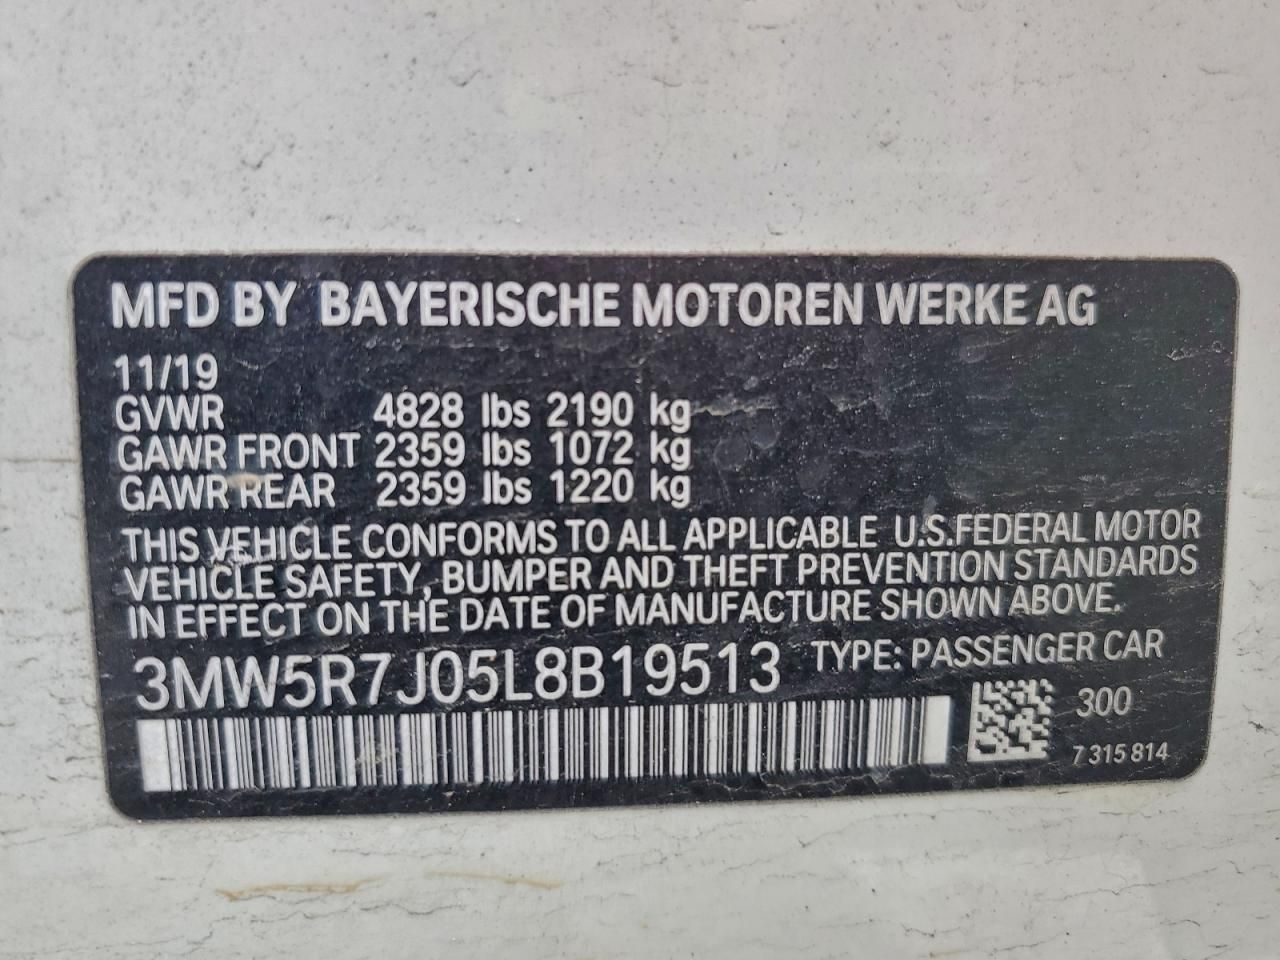 MFD BY BAYERISCHE MOTOREN WERKE AG
11/19
GVWR 4828 lbs 2190 kg
GAWR FRONT 2359 lbs 1072 kg
GAWR REAR 2359 lbs 1220 kg
THIS VEHICLE CONFORMS TO ALL APPLICABLE U.S.FEDERAL MOTOR
VEHICLE SAFETY, BUMPER AND THEFT PREVENTION STANDARDS
IN EFFECT ON THE DATE OF MANUFACTURE SHOWN ABOVE.
3MW5R7J05L8B19513 TYPE: PASSENGER CAR
300
7 315 814